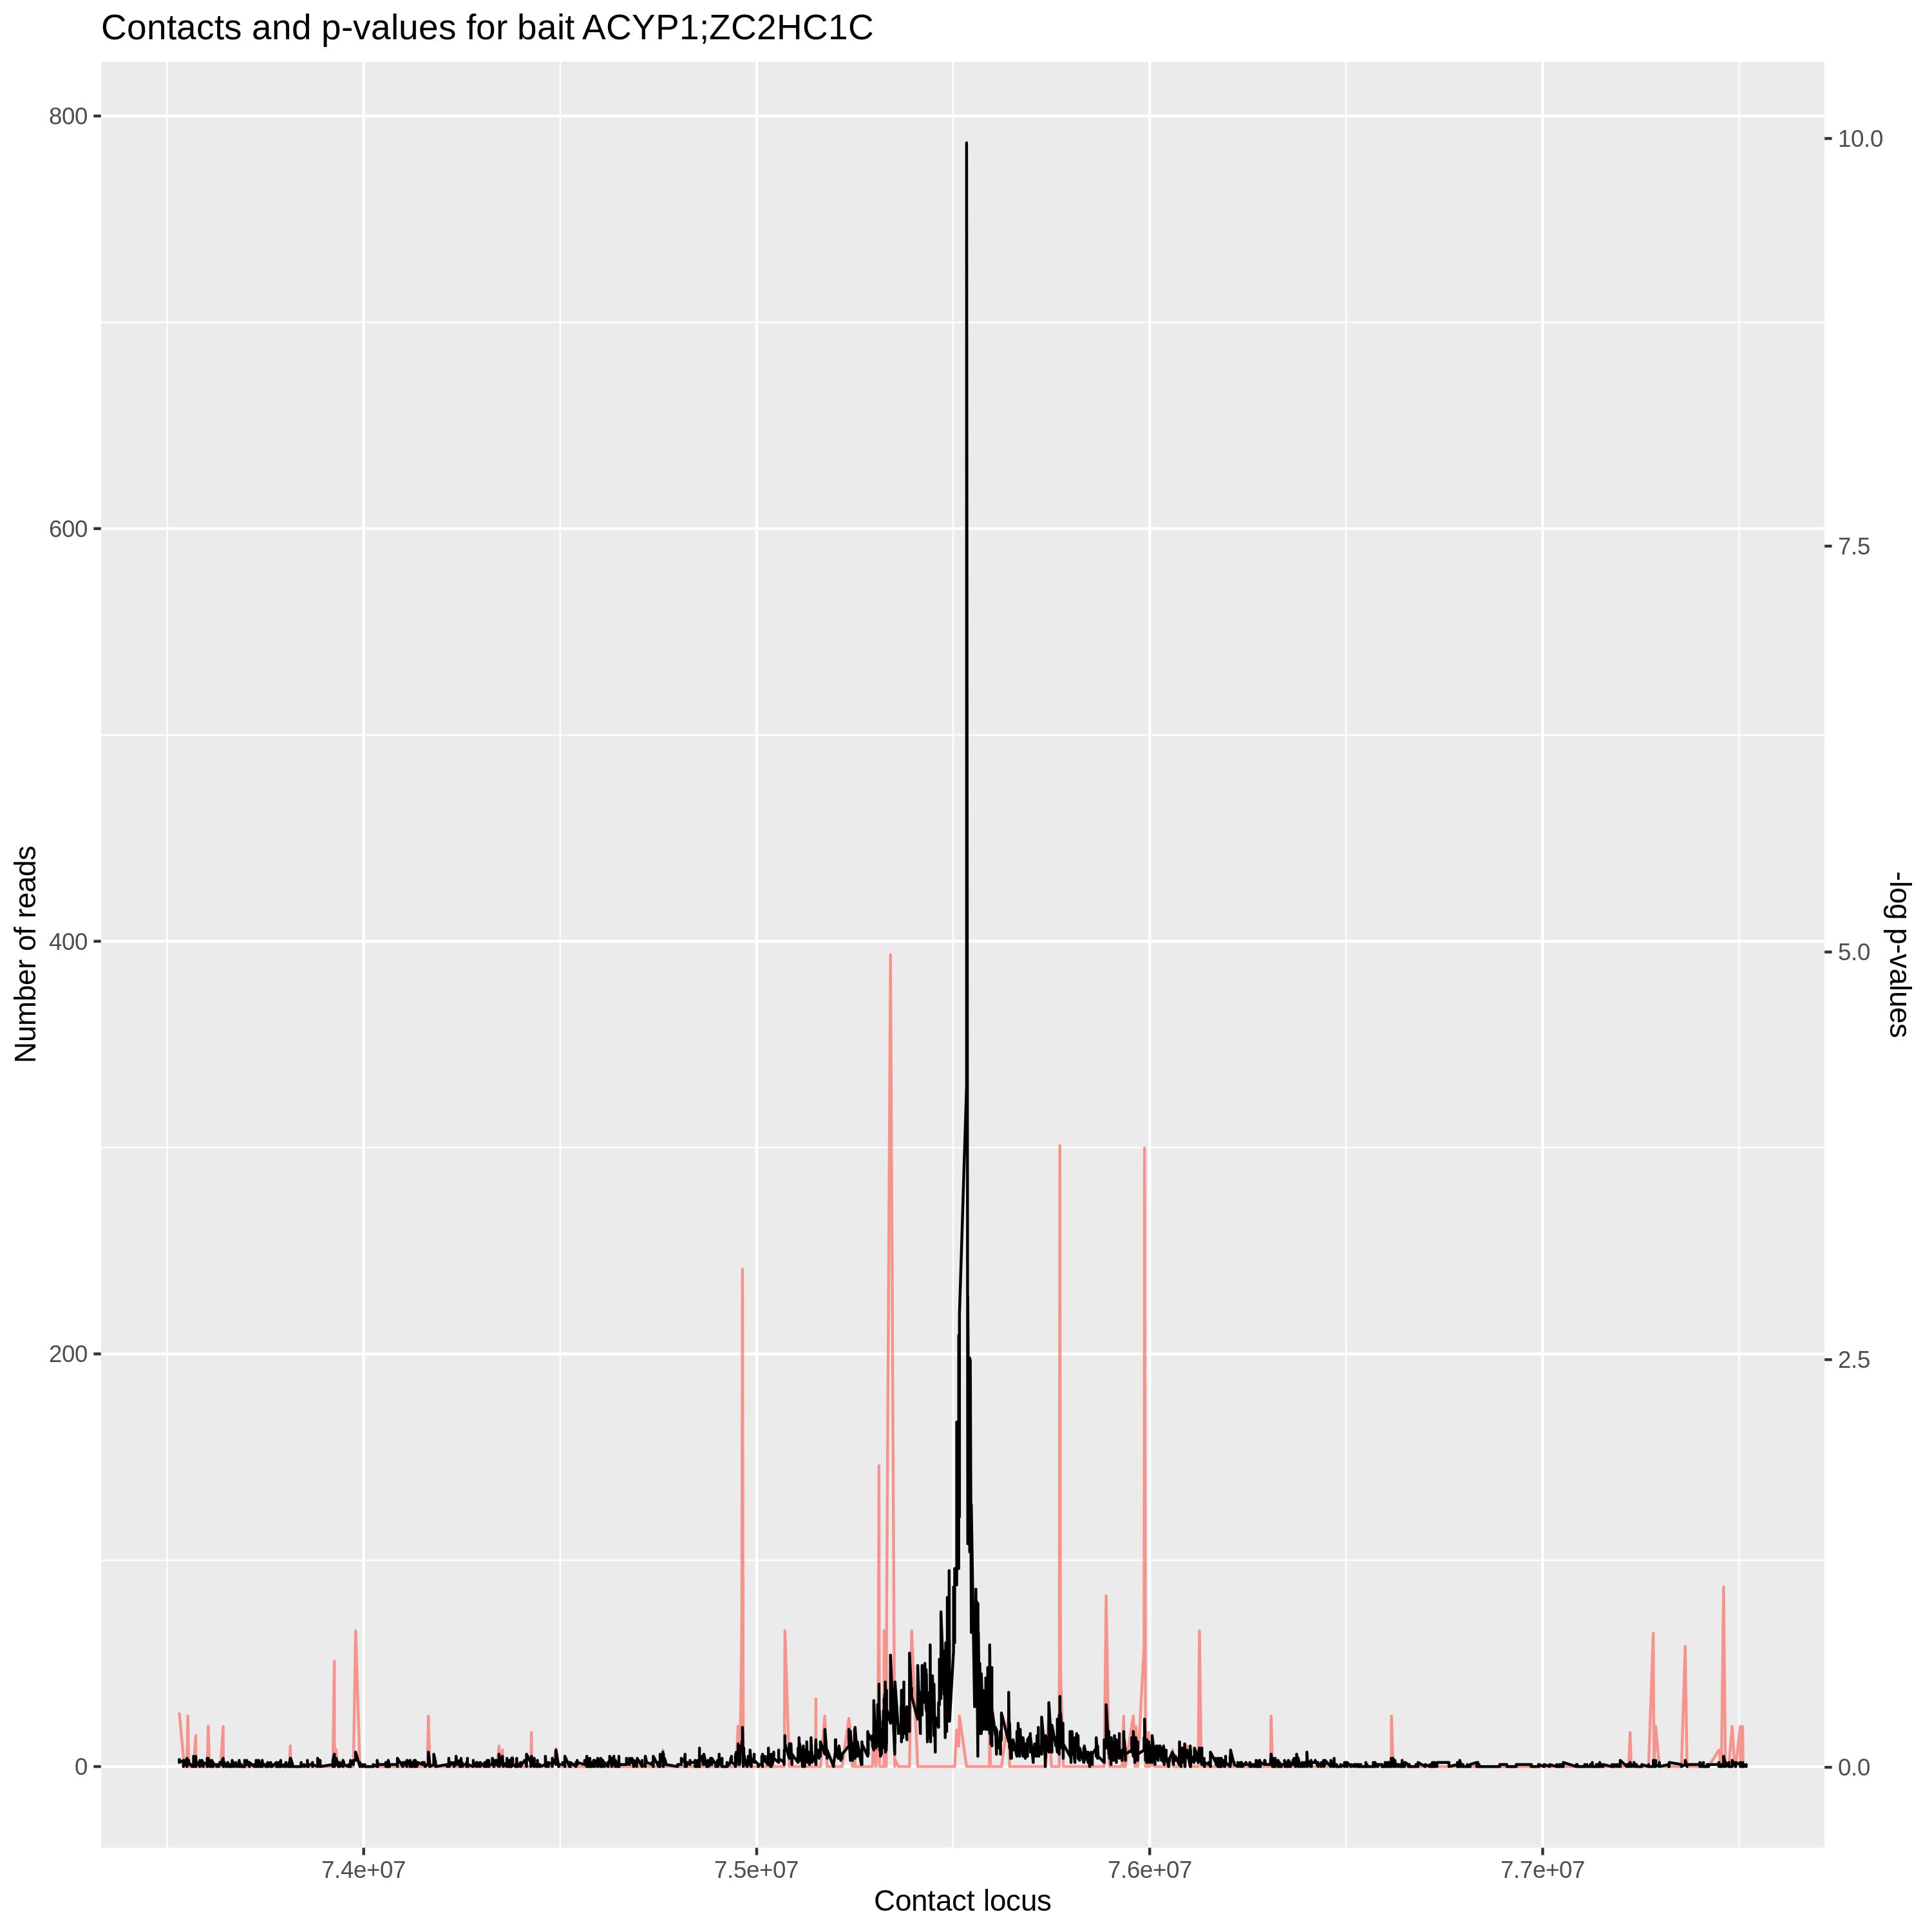 Contacts and p-values for bait ACYP1;ZC2HC1C
800
600
400
200
0
Number of reads
10.0
7.5
5.0
2.5
0.0
-log p-values
7.4e+07
7.5e+07
7.6e+07
7.7e+07
Contact locus